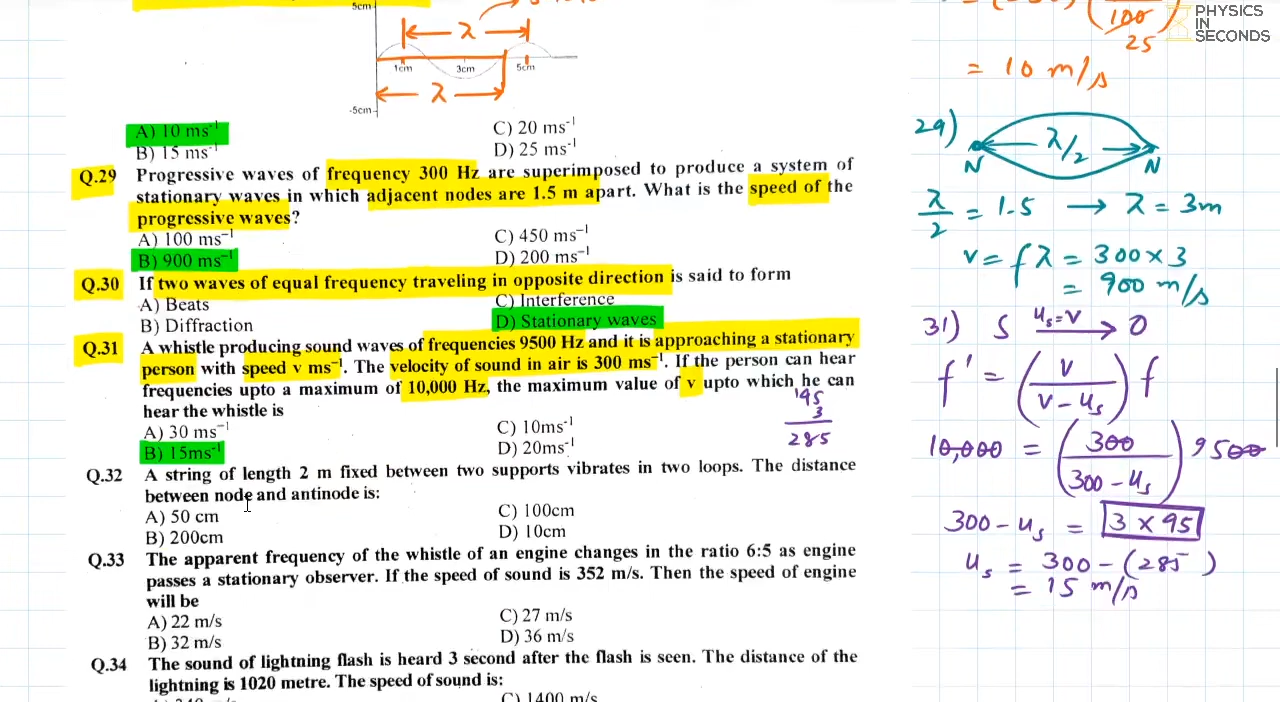 5cm
λ
100
25
= 10 m/s
PHYSICS
IN
SECONDS
1cm
3cm
5cm
λ
-5cm
A) 10 ms⁻¹
C) 20 ms⁻¹
B) 15 ms⁻¹
D) 25 ms⁻¹
Q.29 Progressive waves of frequency 300 Hz are superimposed to produce a system of
stationary waves in which adjacent nodes are 1.5 m apart. What is the speed of the
progressive waves?
A) 100 ms⁻¹
C) 450 ms⁻¹
B) 900 ms⁻¹
D) 200 ms⁻¹
Q.30 If two waves of equal frequency traveling in opposite direction is said to form
A) Beats
C) Interference
B) Diffraction
D) Stationary waves
Q.31 A whistle producing sound waves of frequencies 9500 Hz and it is approaching a stationary
person with speed v ms⁻¹. The velocity of sound in air is 300 ms⁻¹. If the person can hear
frequencies upto a maximum of 10,000 Hz, the maximum value of v upto which he can
hear the whistle is
A) 30 ms⁻¹
C) 10ms⁻¹
B) 15ms⁻¹
D) 20ms⁻¹
195
3
285
Q.32 A string of length 2 m fixed between two supports vibrates in two loops. The distance
between node and antinode is:
A) 50 cm
C) 100cm
B) 200cm
D) 10cm
Q.33 The apparent frequency of the whistle of an engine changes in the ratio 6:5 as engine
passes a stationary observer. If the speed of sound is 352 m/s. Then the speed of engine
will be
A) 22 m/s
C) 27 m/s
B) 32 m/s
D) 36 m/s
Q.34 The sound of lightning flash is heard 3 second after the flash is seen. The distance of the
lightning is 1020 metre. The speed of sound is:
C) 1400 m/s
29)
N λ/2 N
λ/2 = 1.5 → λ = 3m
v = fλ = 300 × 3
= 900 m/s
31) S us=v → O
f' = (v / v - us) f
10,000 = (300 / 300 - us) 9500
300 - us = 3 × 95
us = 300 - (285)
= 15 m/s